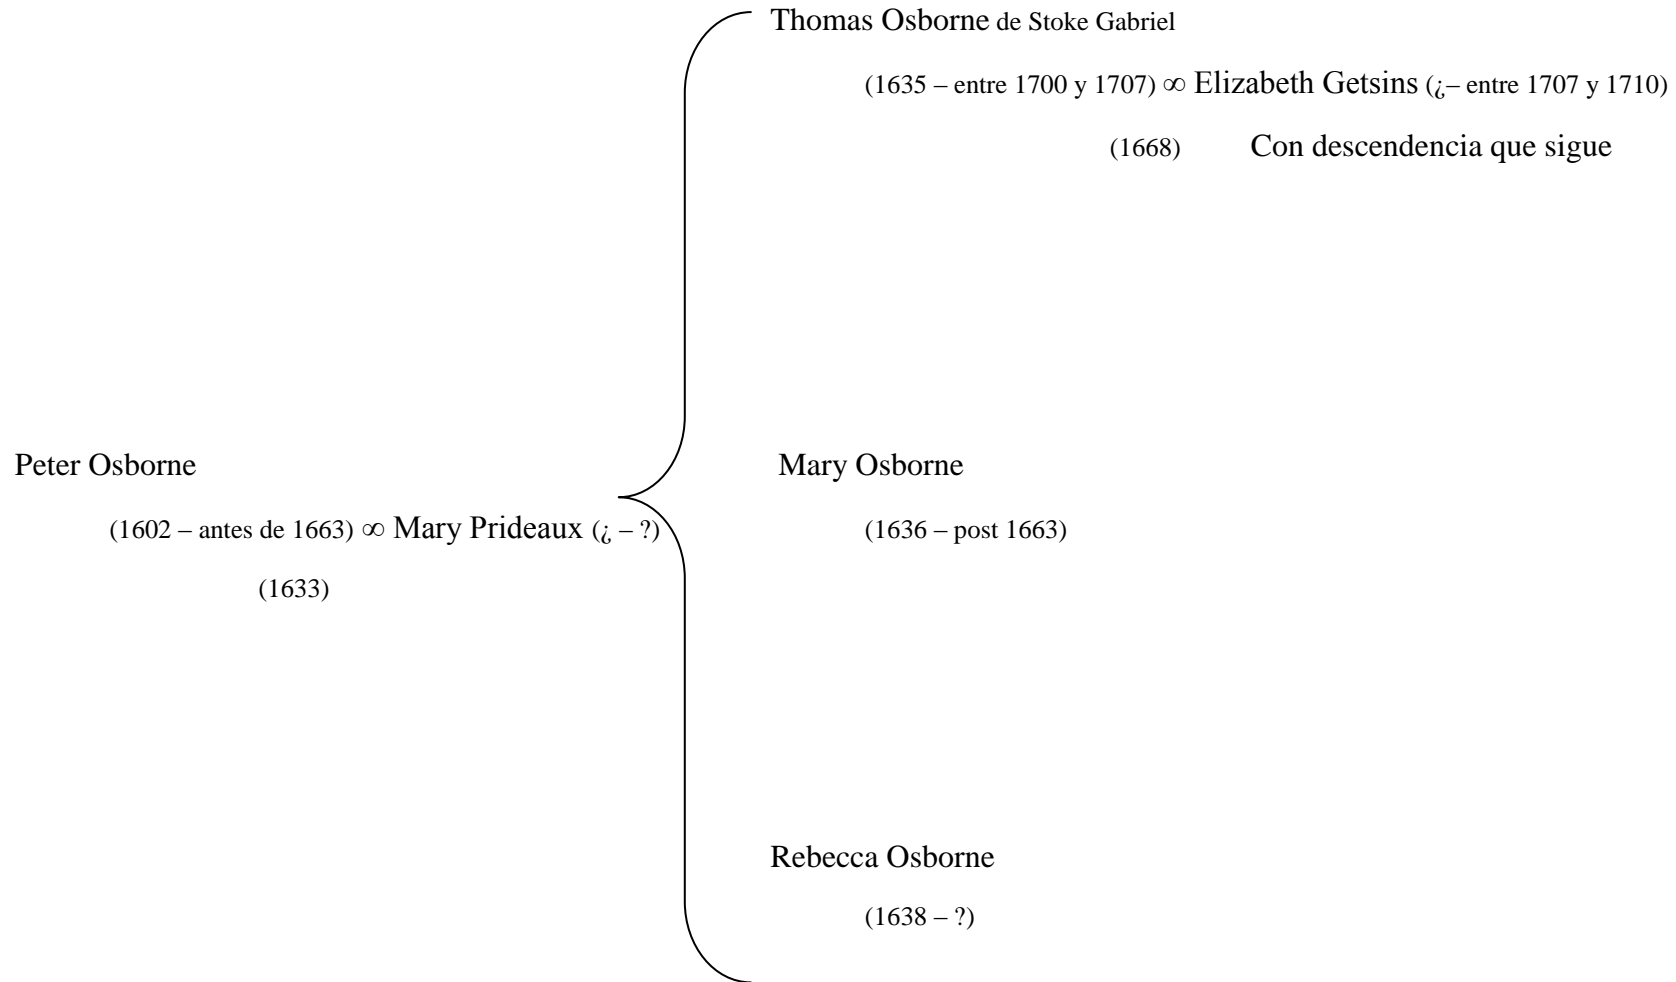 Thomas Osborne de Stoke Gabriel
(1635 – entre 1700 y 1707) ∞ Elizabeth Getsins (¿– entre 1707 y 1710)
(1668) Con descendencia que sigue
Peter Osborne
(1602 – antes de 1663) ∞ Mary Prideaux (¿ – ?)
(1633)
Mary Osborne
(1636 – post 1663)
Rebecca Osborne
(1638 – ?)